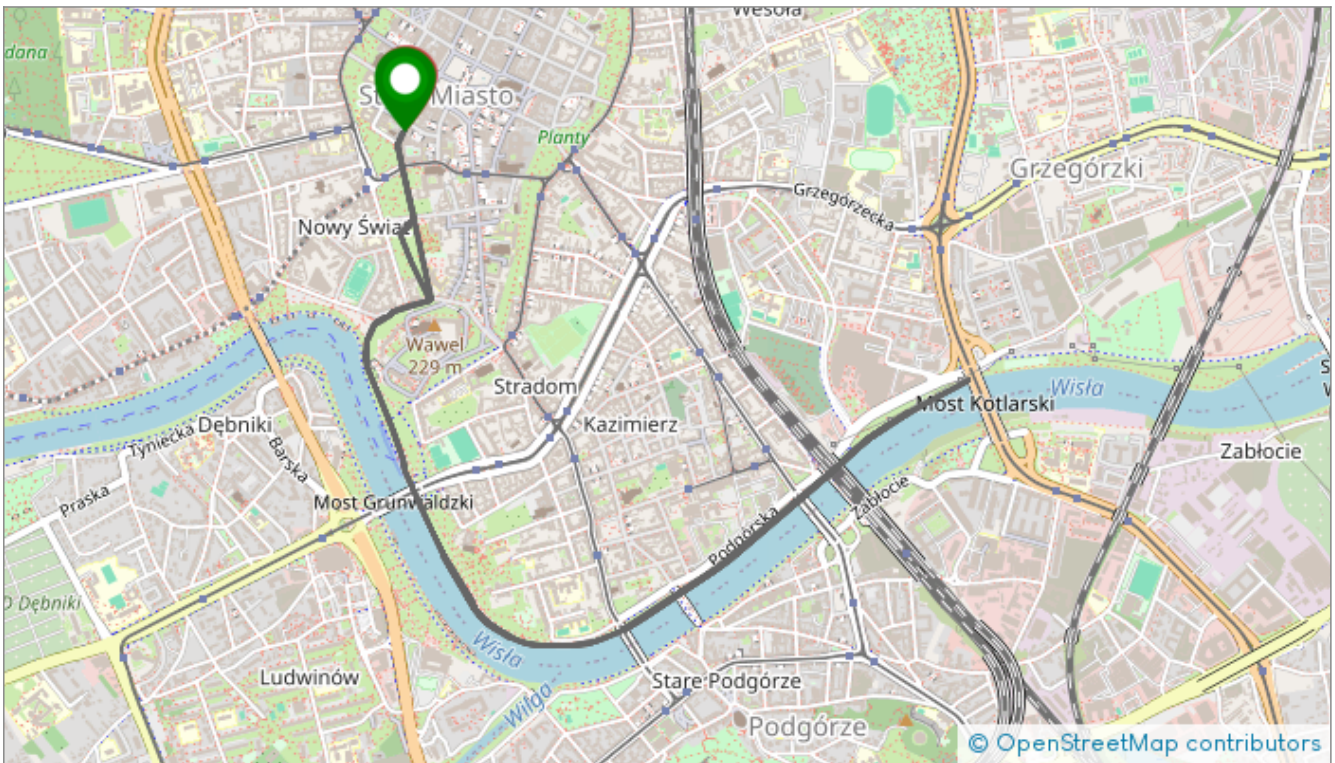 Wesoła
dana
Stare Miasto
Planty
Grzegórzki
Grzegórzecka
Nowy Świat
Wawel
229 m
Stradom
Wisła
Most Kotlarski
Dębniki
Tyniecka
Kazimierz
Barska
Zabłocie
Praska
Most Grunwaldzki
Zabłocie
Podgórska
D Dębniki
Wisła
Ludwinów
Stare Podgórze
Wilga
Podgórze
© OpenStreetMap contributors